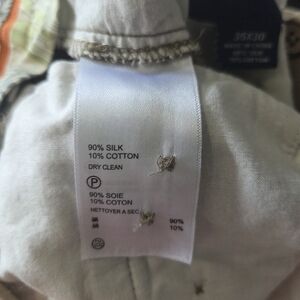 35X30
90% SILK
10% COTTON
DRY CLEAN
P
90% SOIE
10% COTON
NETTOYER A SEC
90%
10%